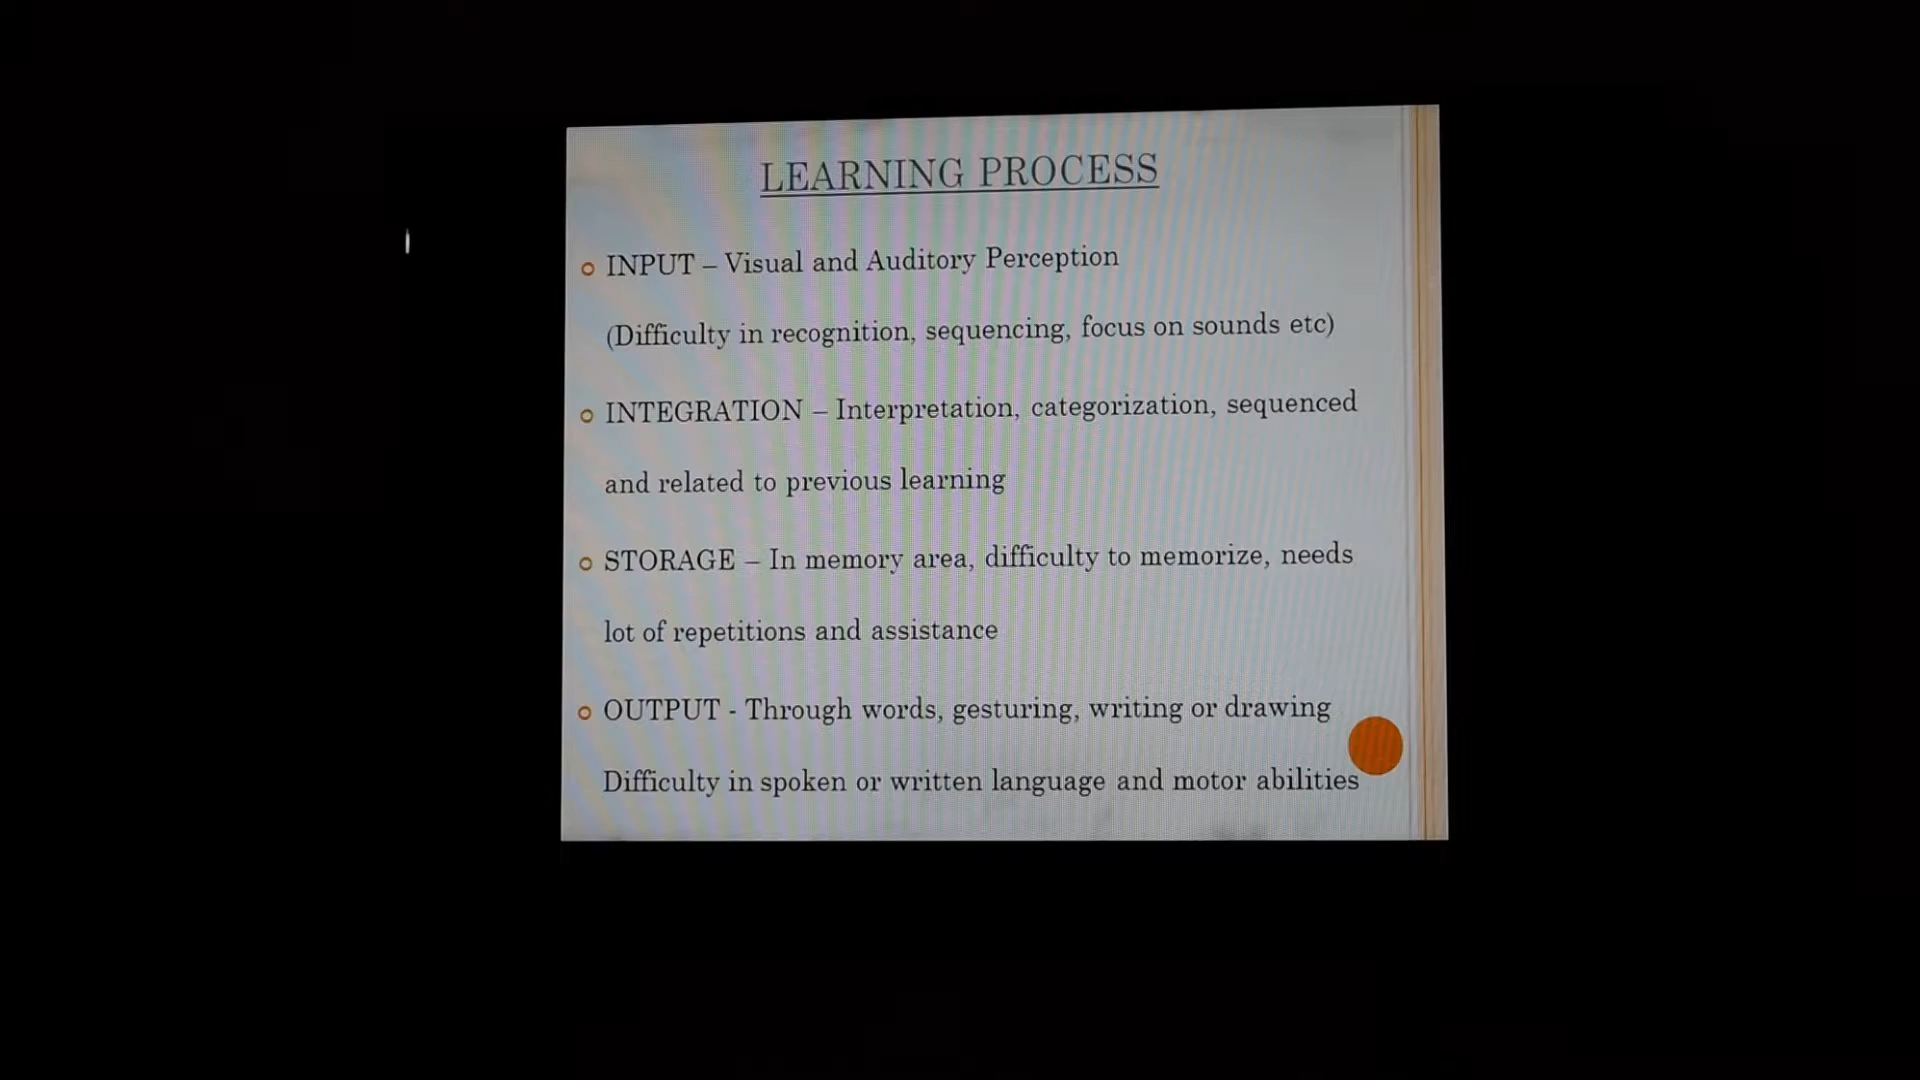 LEARNING PROCESS
INPUT – Visual and Auditory Perception
(Difficulty in recognition, sequencing, focus on sounds etc)
INTEGRATION – Interpretation, categorization, sequenced
and related to previous learning
STORAGE – In memory area, difficulty to memorize, needs
lot of repetitions and assistance
OUTPUT - Through words, gesturing, writing or drawing
Difficulty in spoken or written language and motor abilities